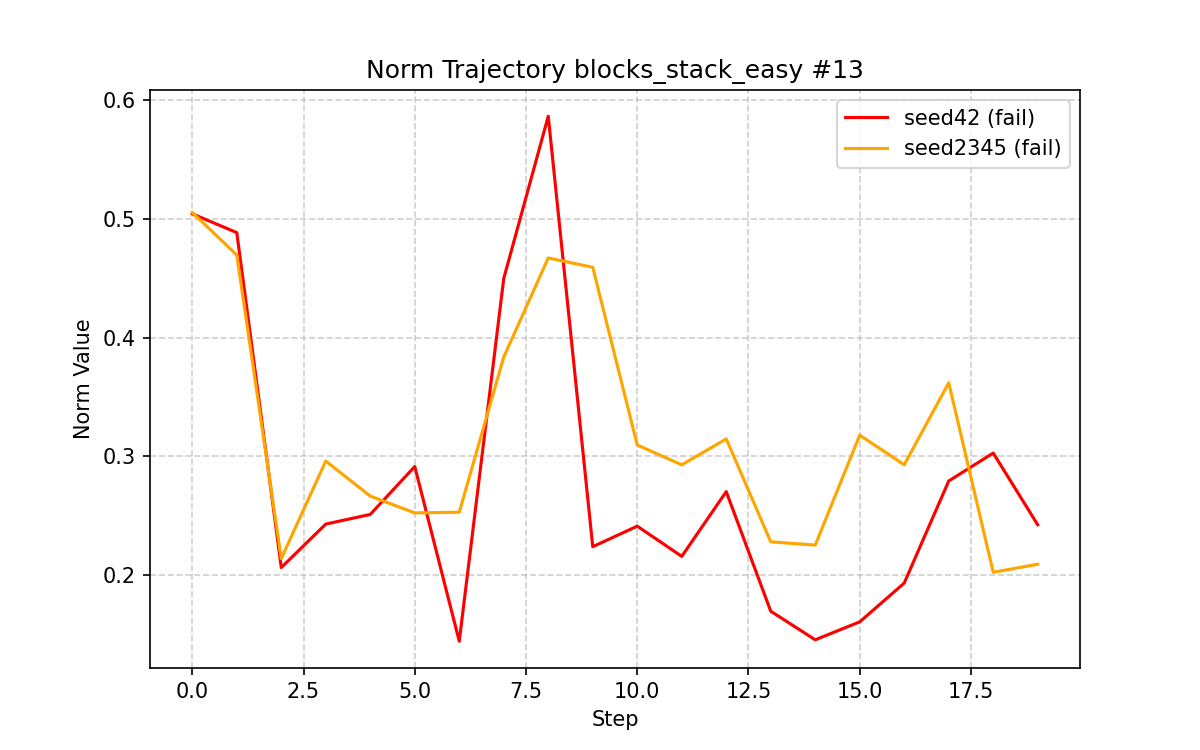 Norm Trajectory blocks_stack_easy #13
seed42 (fail)
seed2345 (fail)
Norm Value
0.6
0.5
0.4
0.3
0.2
0.0 2.5 5.0 7.5 10.0 12.5 15.0 17.5
Step